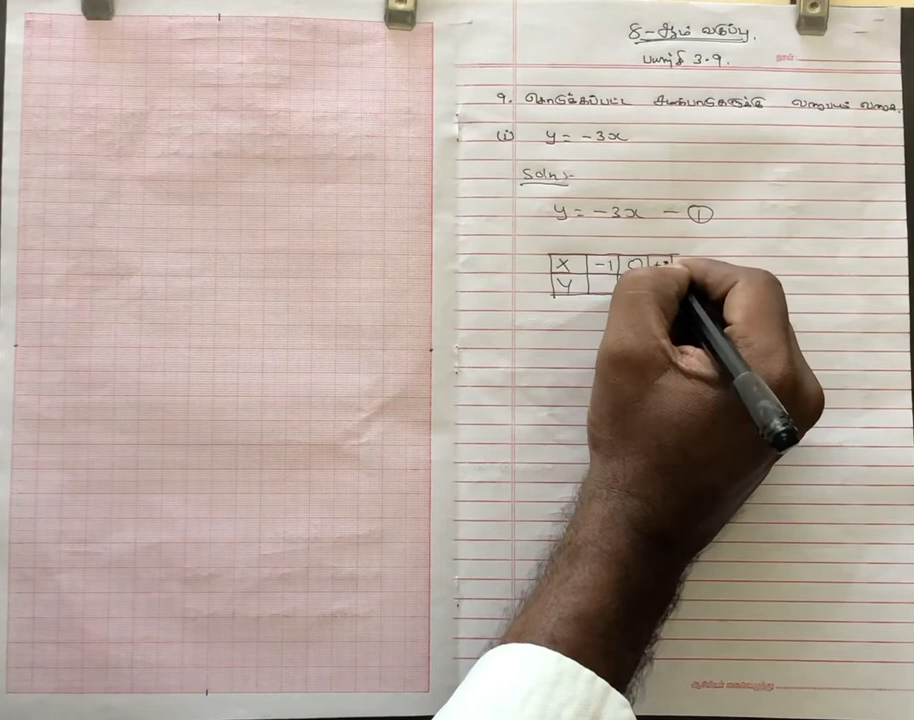 8-ஆம் வகுப்பு.
பயிற்சி 3.9.
நாள்
9. கொடுக்கப்பட்ட சமன்பாடுகளுக்கு வரைபடம் வரைக.
(i) y = -3x
Soln:-
y = -3x - ①
X -1 0
Y